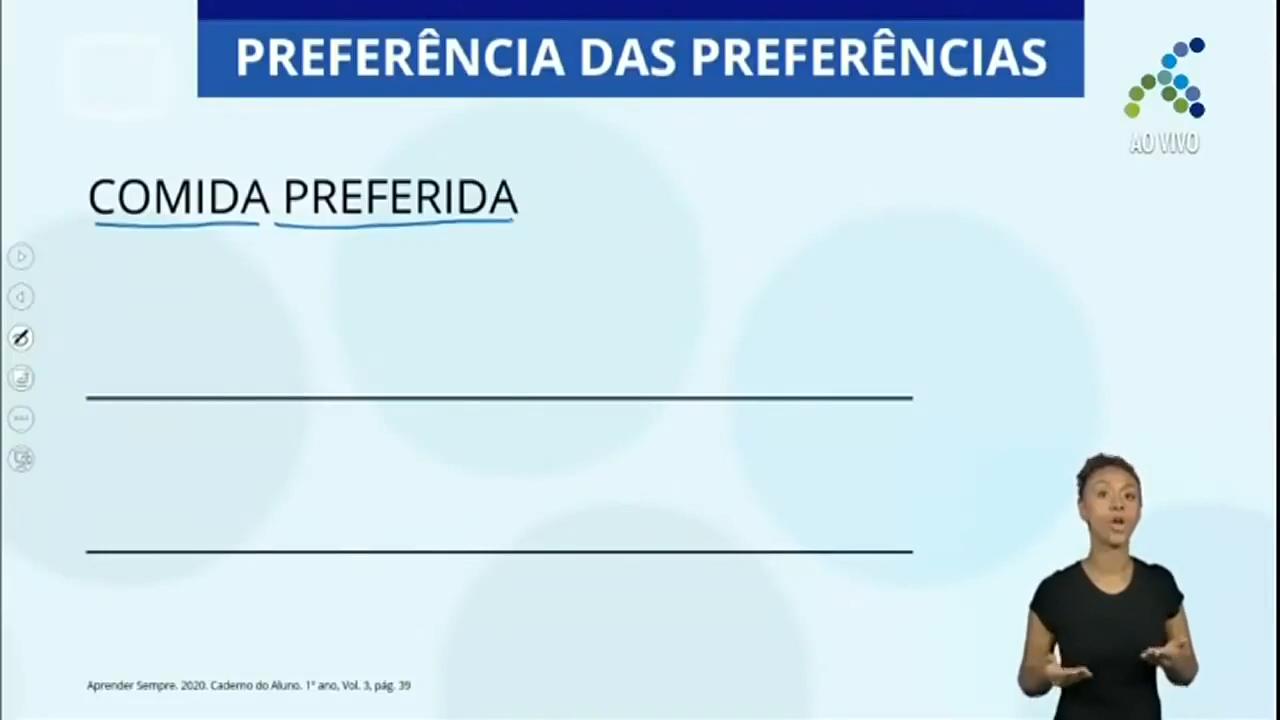 PREFERÊNCIA DAS PREFERÊNCIAS
AO VIVO
COMIDA PREFERIDA
Aprender Sempre. 2020. Caderno do Aluno. 1º ano, Vol. 3, pág. 39